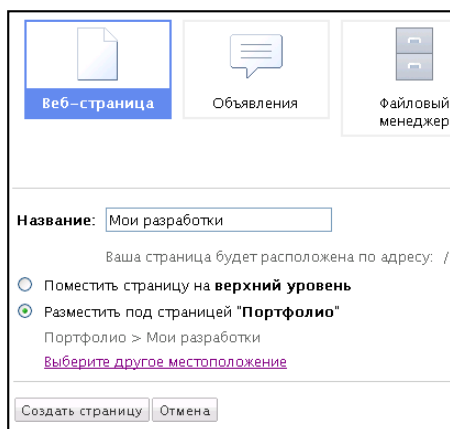 Веб-страница
Объявления
Файловый
менеджер
Название: Мои разработки
Ваша страница будет расположена по адресу: /
Поместить страницу на верхний уровень
Разместить под страницей "Портфолио"
Портфолио > Мои разработки
Выберите другое местоположение
Создать страницу Отмена